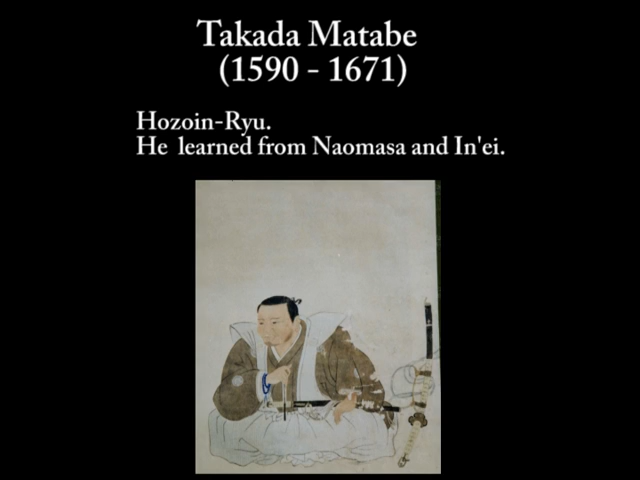 Takada Matabe
(1590 - 1671)
Hozoin-Ryu.
He learned from Naomasa and In'ei.